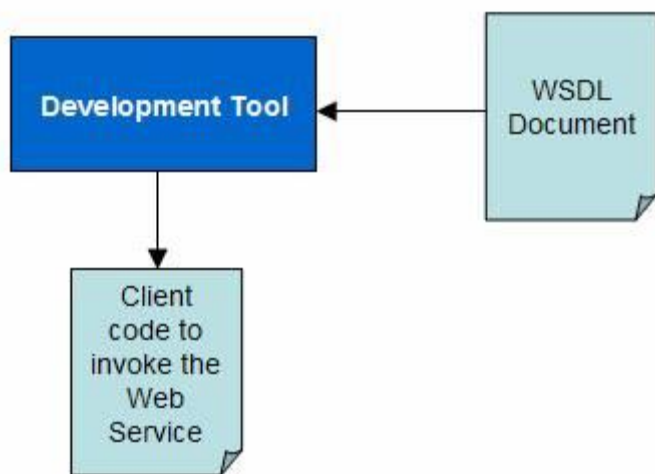 Development Tool
WSDL
Document
Client
code to
invoke the
Web
Service